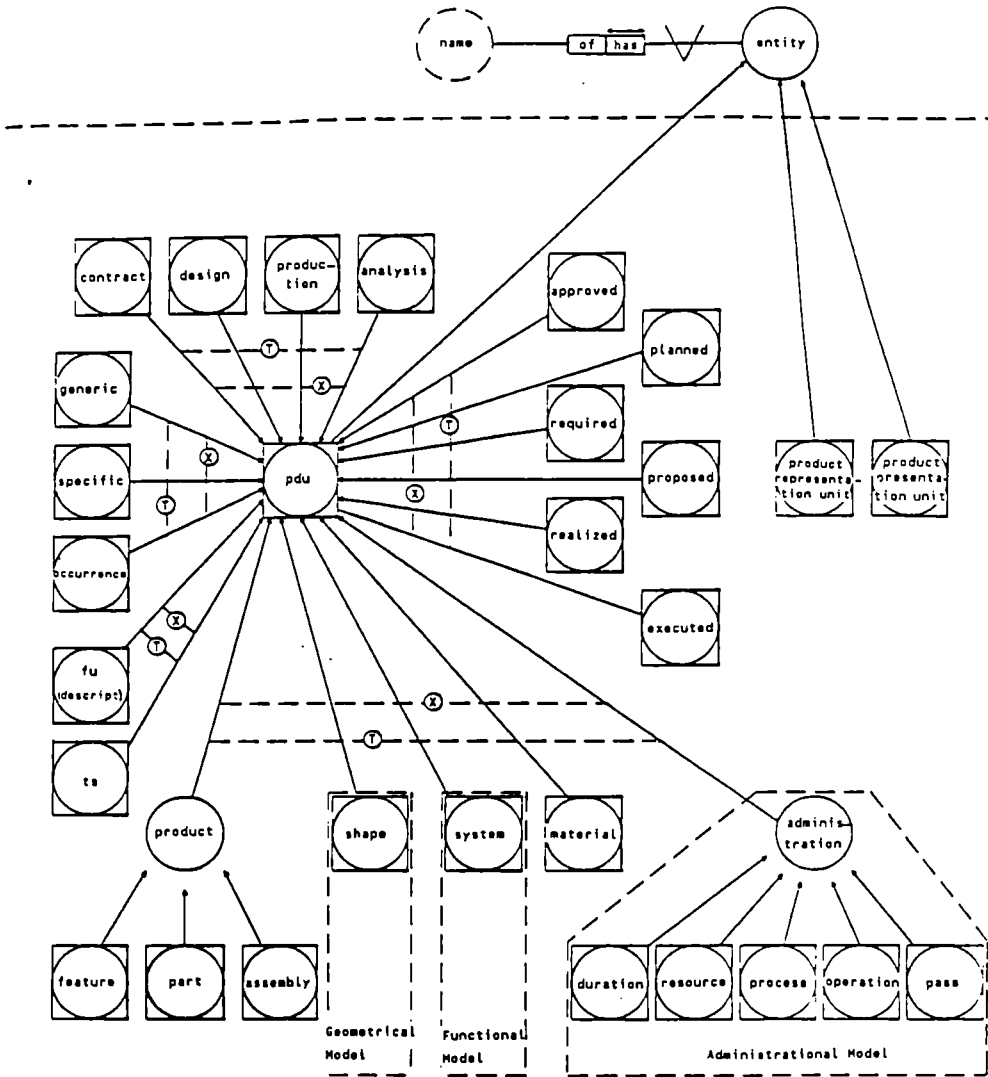 name
of has
entity
contract
design
produc-
tion
analysis
approved
planned
T
X
generic
T
required
X
pdu
specific
X
T
proposed
product
representa-
tion unit
product
presenta-
tion unit
realized
occurrence
X
T
executed
fu
(descript)
X
T
ts
product
shape
system
material
adminis-
tration
feature
part
assembly
duration
resource
process
operation
pass
Geometrical
Model
Functional
Model
Administrational Model